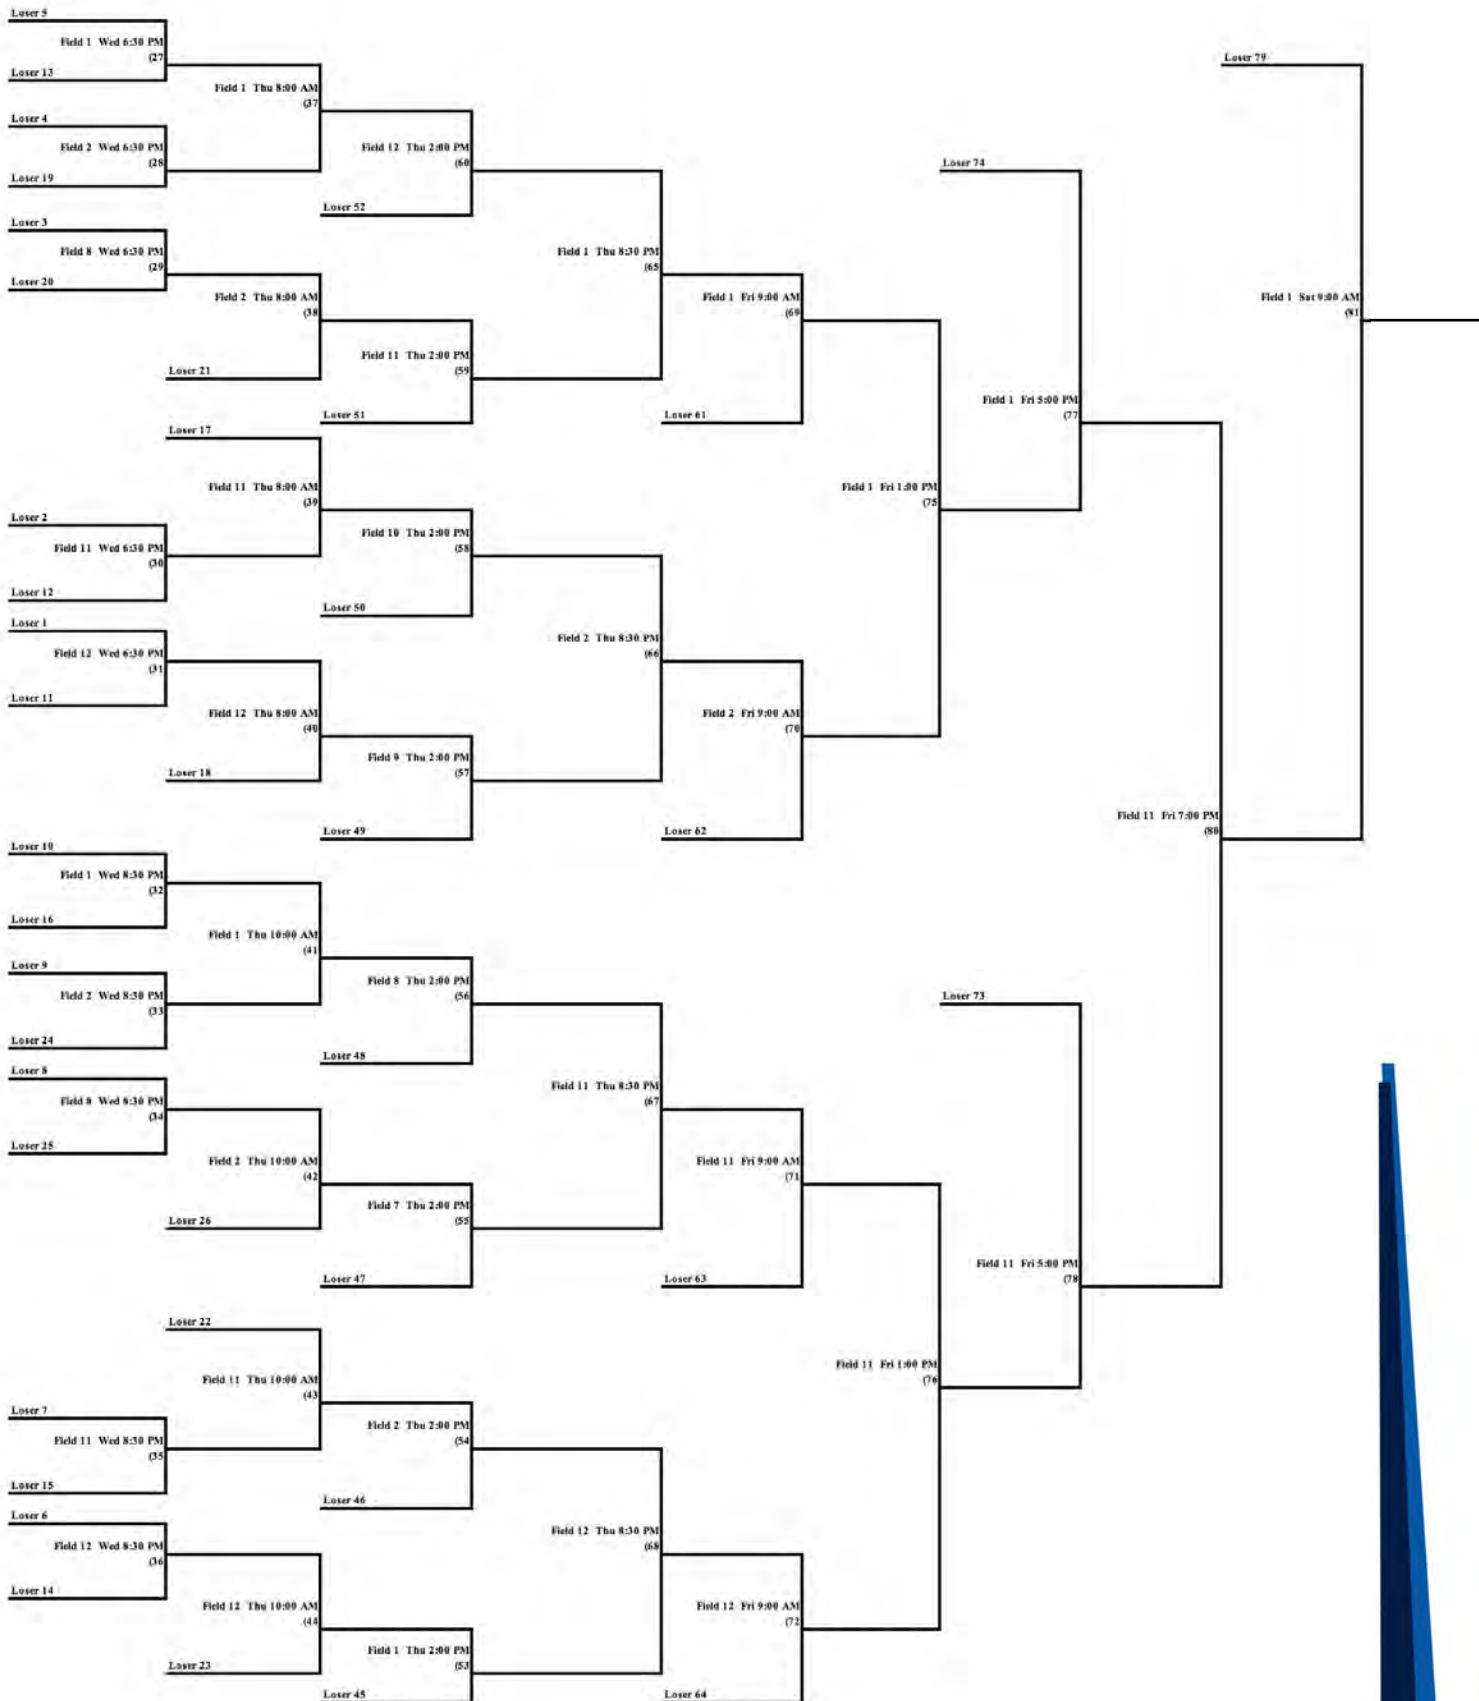 Loser 5
Field 1 Wed 6:30 PM
(27
Loser 13
Field 1 Thu 8:00 AM
(37
Loser 4
Field 2 Wed 6:30 PM
(28
Loser 19
Field 12 Thu 2:00 PM
(60
Loser 52
Loser 3
Field 8 Wed 6:30 PM
(29
Loser 20
Field 2 Thu 8:00 AM
(38
Loser 21
Field 11 Thu 2:00 PM
(59
Loser 51
Field 1 Thu 8:30 PM
(65
Field 1 Fri 9:00 AM
(69
Loser 61
Loser 17
Field 11 Thu 8:00 AM
(39
Loser 2
Field 11 Wed 6:30 PM
(30
Loser 12
Field 10 Thu 2:00 PM
(58
Loser 50
Loser 1
Field 12 Wed 6:30 PM
(31
Loser 11
Field 12 Thu 8:00 AM
(40
Loser 18
Field 9 Thu 2:00 PM
(57
Loser 49
Field 2 Thu 8:30 PM
(66
Field 2 Fri 9:00 AM
(70
Loser 62
Field 1 Fri 1:00 PM
(75
Loser 74
Field 1 Fri 5:00 PM
(77
Loser 79
Field 1 Sat 9:00 AM
(81
Field 11 Fri 7:00 PM
(80
Loser 10
Field 1 Wed 8:30 PM
(32
Loser 16
Field 1 Thu 10:00 AM
(41
Loser 9
Field 2 Wed 8:30 PM
(33
Loser 24
Field 8 Thu 2:00 PM
(56
Loser 48
Loser 8
Field 8 Wed 8:30 PM
(34
Loser 25
Field 2 Thu 10:00 AM
(42
Loser 26
Field 7 Thu 2:00 PM
(55
Loser 47
Field 11 Thu 8:30 PM
(67
Field 11 Fri 9:00 AM
(71
Loser 63
Loser 73
Field 11 Fri 5:00 PM
(78
Field 11 Fri 1:00 PM
(76
Loser 22
Field 11 Thu 10:00 AM
(43
Loser 7
Field 11 Wed 8:30 PM
(35
Loser 15
Field 2 Thu 2:00 PM
(54
Loser 46
Loser 6
Field 12 Wed 8:30 PM
(36
Loser 14
Field 12 Thu 10:00 AM
(44
Loser 23
Field 1 Thu 2:00 PM
(53
Loser 45
Field 12 Thu 8:30 PM
(68
Field 12 Fri 9:00 AM
(72
Loser 64